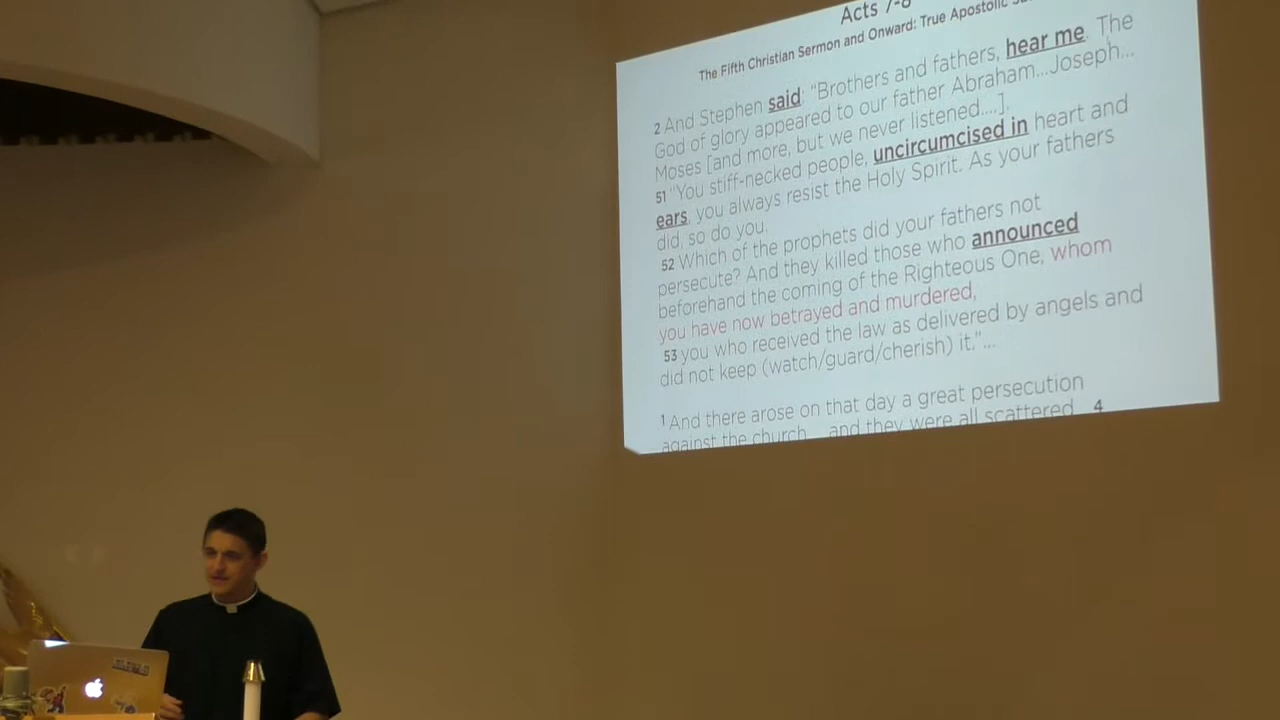 Acts 7-8
The Fifth Christian Sermon and Onward: True Apostolic
2 And Stephen said: "Brothers and fathers, hear me. The
God of glory appeared to our father Abraham...Joseph...
Moses [and more, but we never listened....].
51 "You stiff-necked people, uncircumcised in heart and
ears, you always resist the Holy Spirit. As your fathers
did, so do you.
52 Which of the prophets did your fathers not
persecute? And they killed those who announced
beforehand the coming of the Righteous One, whom
you have now betrayed and murdered,
53 you who received the law as delivered by angels and
did not keep (watch/guard/cherish) it."...
1 And there arose on that day a great persecution
against the church... and they were all scattered... 4